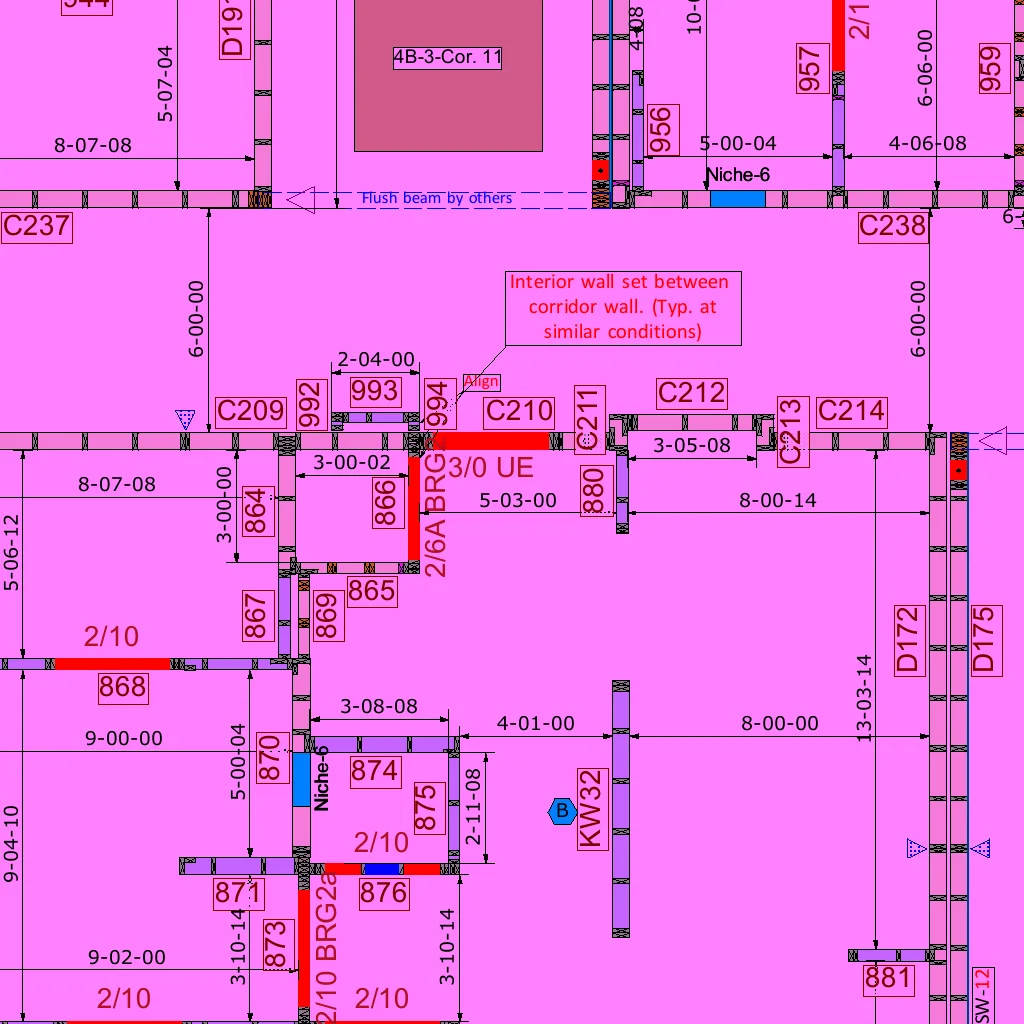 D191
5-07-04
4B-3-Cor. 11
4-08
957
2/1
6-06-00
959
956
8-07-08
5-00-04
4-06-08
Niche-6
Flush beam by others
C237
C238
6-00-00
6-00-00
Interior wall set between
corridor wall. (Typ. at
similar conditions)
2-04-00
Align
992
993
994
C209
C210
C211
C212
C213
C214
3-05-08
3-00-02
3/0 UE
8-07-08
3-00-00
864
866
5-03-00
880
8-00-14
5-06-12
865
867
869
2/10
868
D172
D175
13-03-14
3-08-08
4-01-00
8-00-00
9-00-00
5-00-04
870
Niche-6
874
875
2-11-08
B
KW32
9-04-10
2/10
871
876
2/10 BRG2a
3-10-14
873
3-10-14
9-02-00
881
2/10
2/10
SW-12